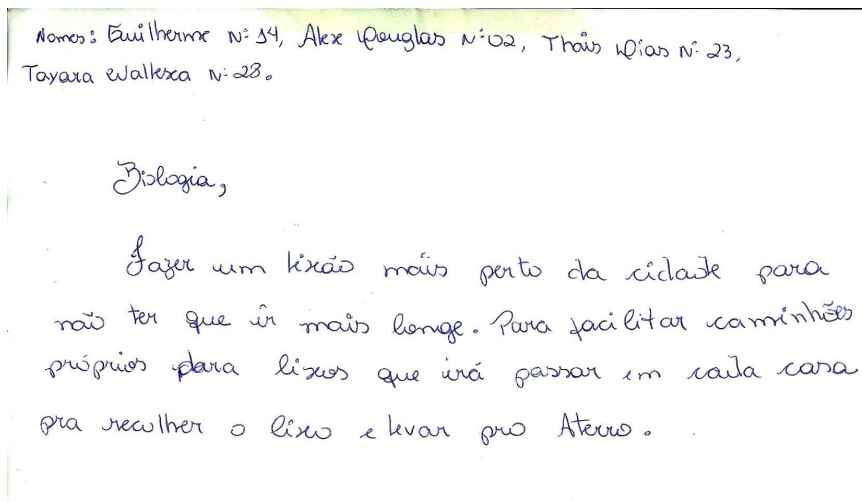 Nomes: Guilherme N: 14, Alex Douglas N: 02, Thais Dias N: 23,
Tayara Wallesca N: 28.
Biologia,
Fazer um lixão mais perto da cidade para
não ter que ir mais longe. Para facilitar caminhões
próprios para lixos que irá passar em cada casa
pra recolher o lixo e levar pro Aterro.